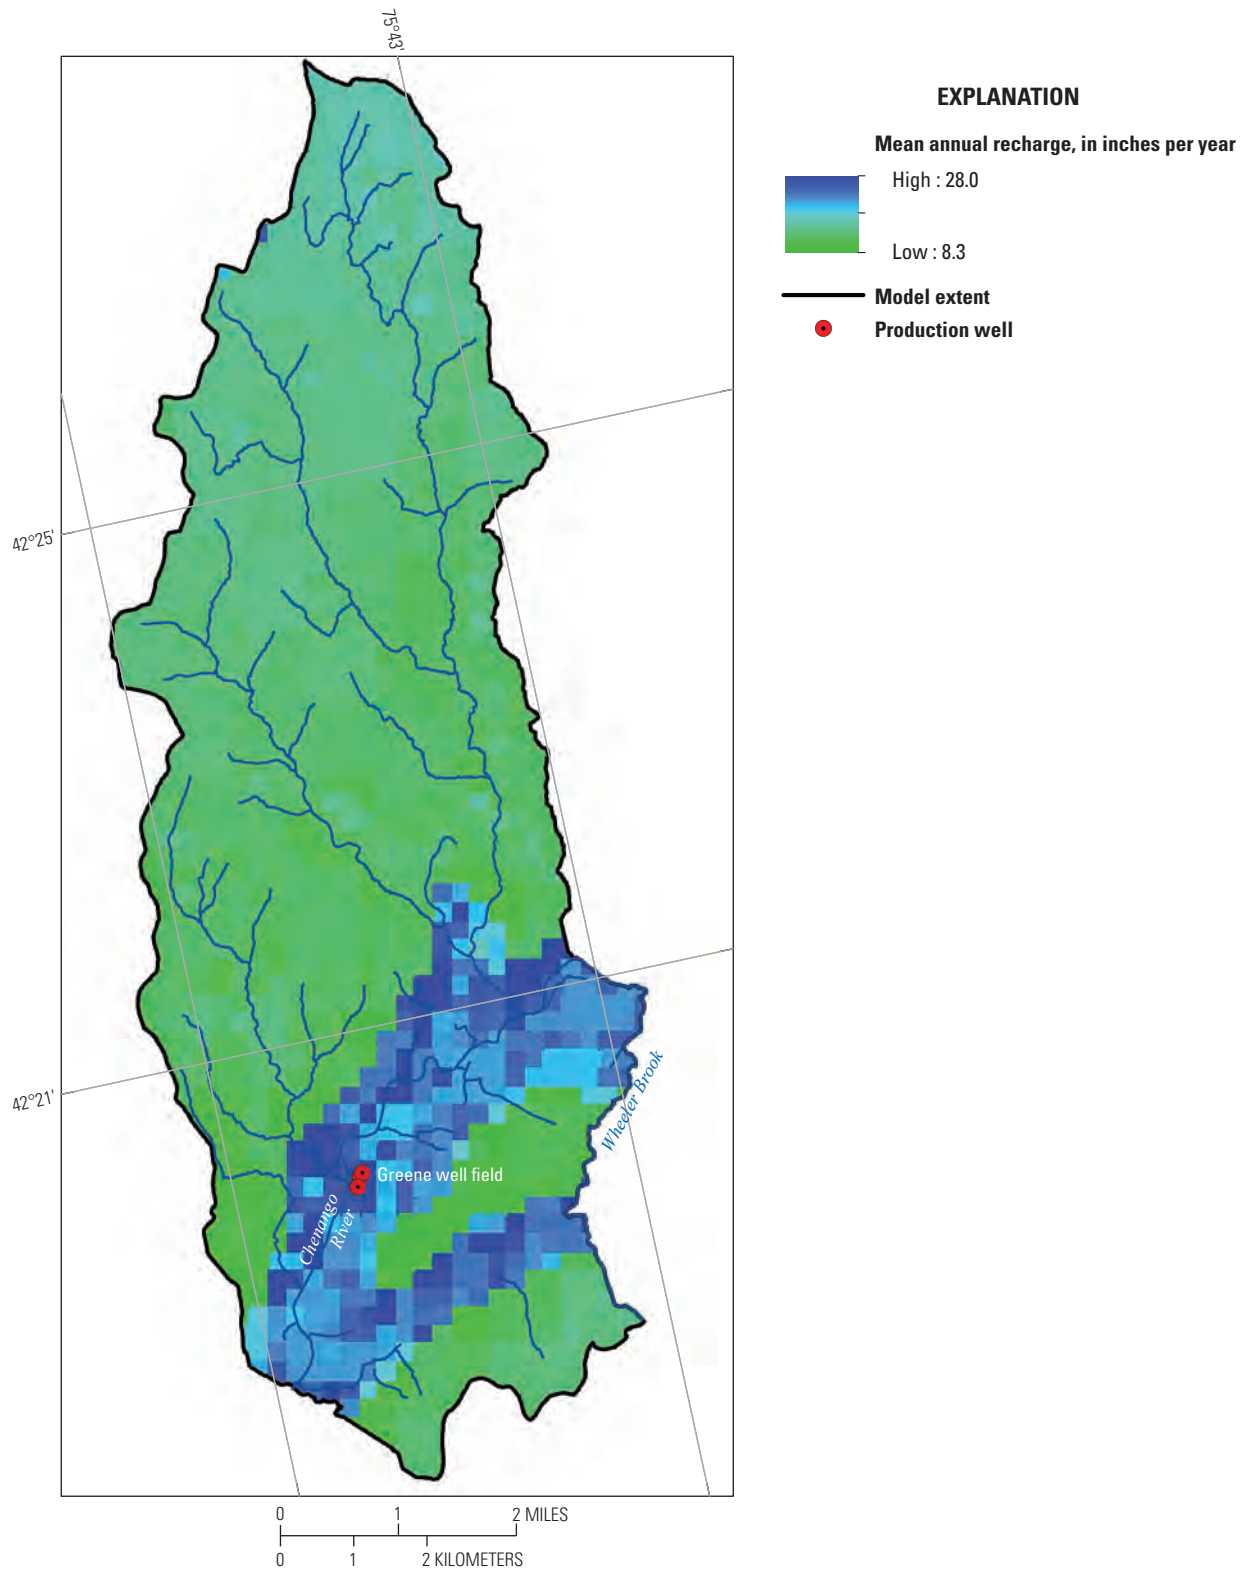 75°43'
EXPLANATION
Mean annual recharge, in inches per year
High : 28.0
Low : 8.3
Model extent
Production well
42°25'
42°21'
Wheeler Brook
Greene well field
Chenango
River
0 1 2 MILES
0 1 2 KILOMETERS